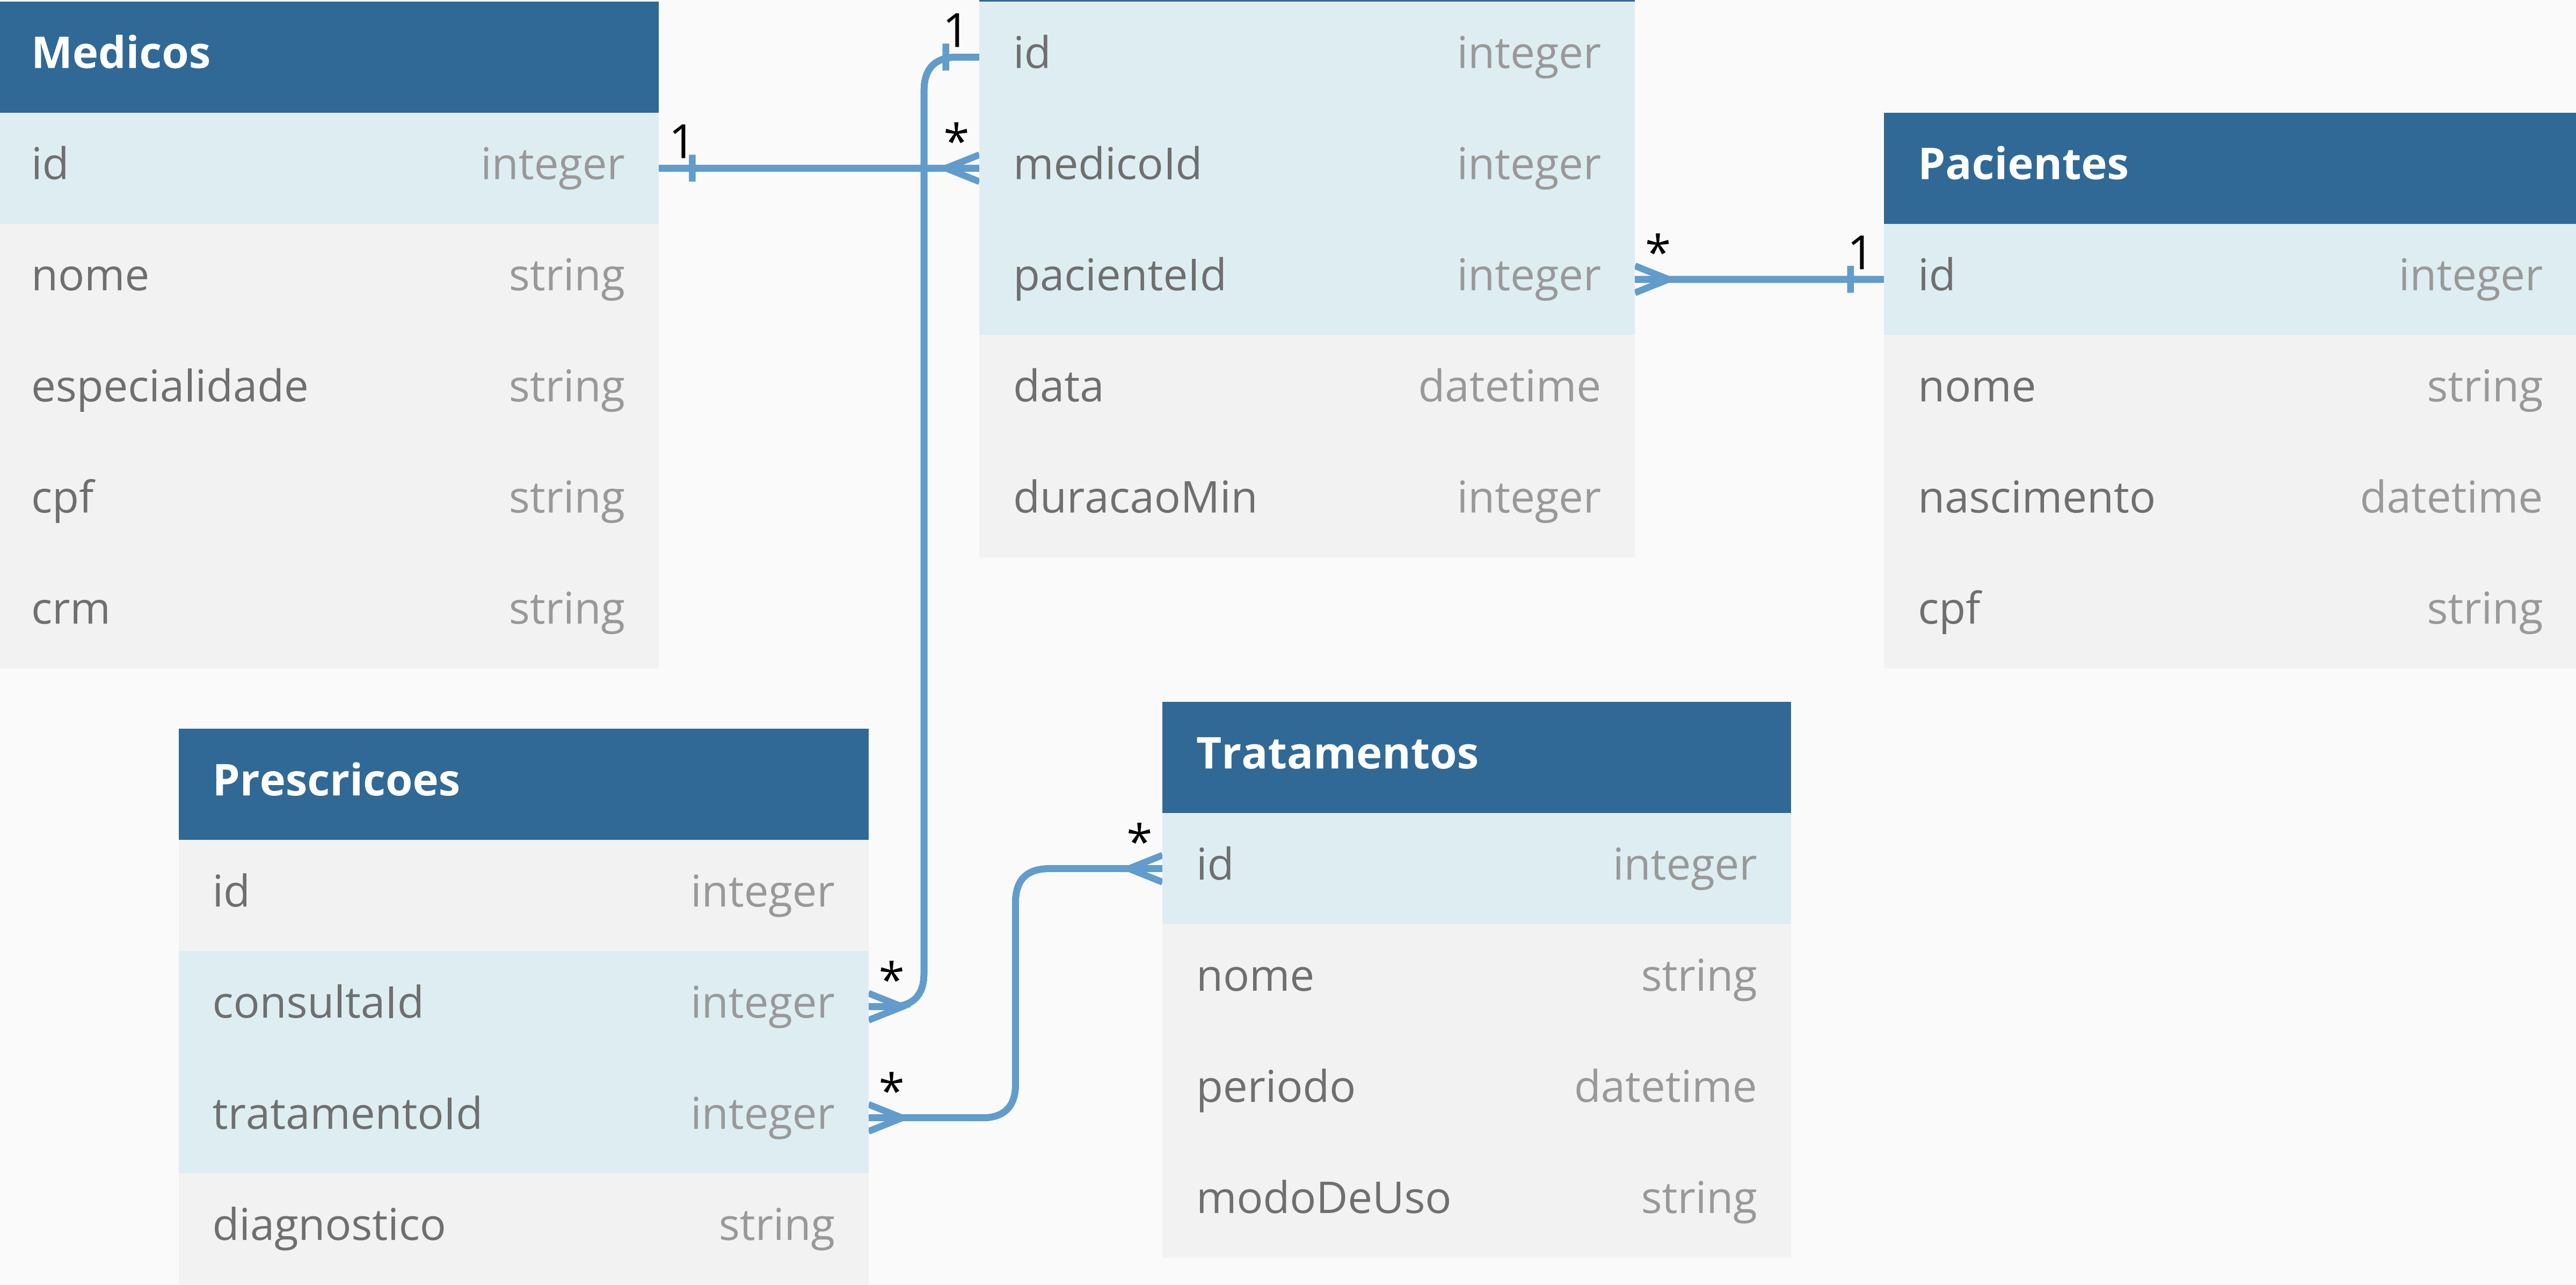 Medicos
id integer
nome string
especialidade string
cpf string
crm string
1
*
1
id integer
medicoId integer
pacienteId integer
data datetime
duracaoMin integer
*
1
Pacientes
id integer
nome string
nascimento datetime
cpf string
Prescricoes
id integer
consultaId integer
tratamentoId integer
diagnostico string
*
*
*
Tratamentos
id integer
nome string
periodo datetime
modoDeUso string